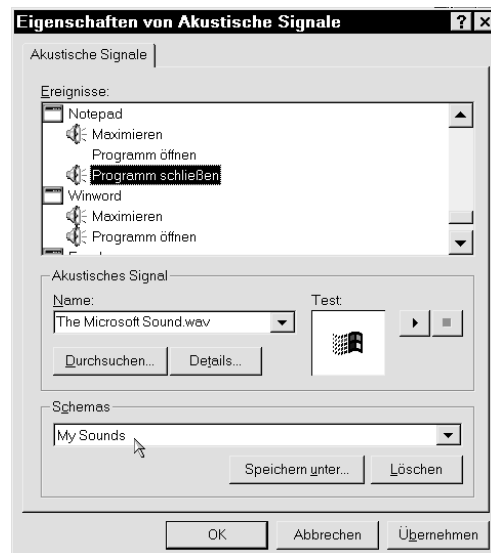 Eigenschaften von Akustische Signale
Akustische Signale
Ereignisse:
Notepad
Maximieren
Programm öffnen
Programm schließen
Winword
Maximieren
Programm öffnen
Akustisches Signal
Name:
Test:
The Microsoft Sound.wav
Durchsuchen...
Details...
Schemas
My Sounds
Speichern unter...
Löschen
OK
Abbrechen
Übernehmen